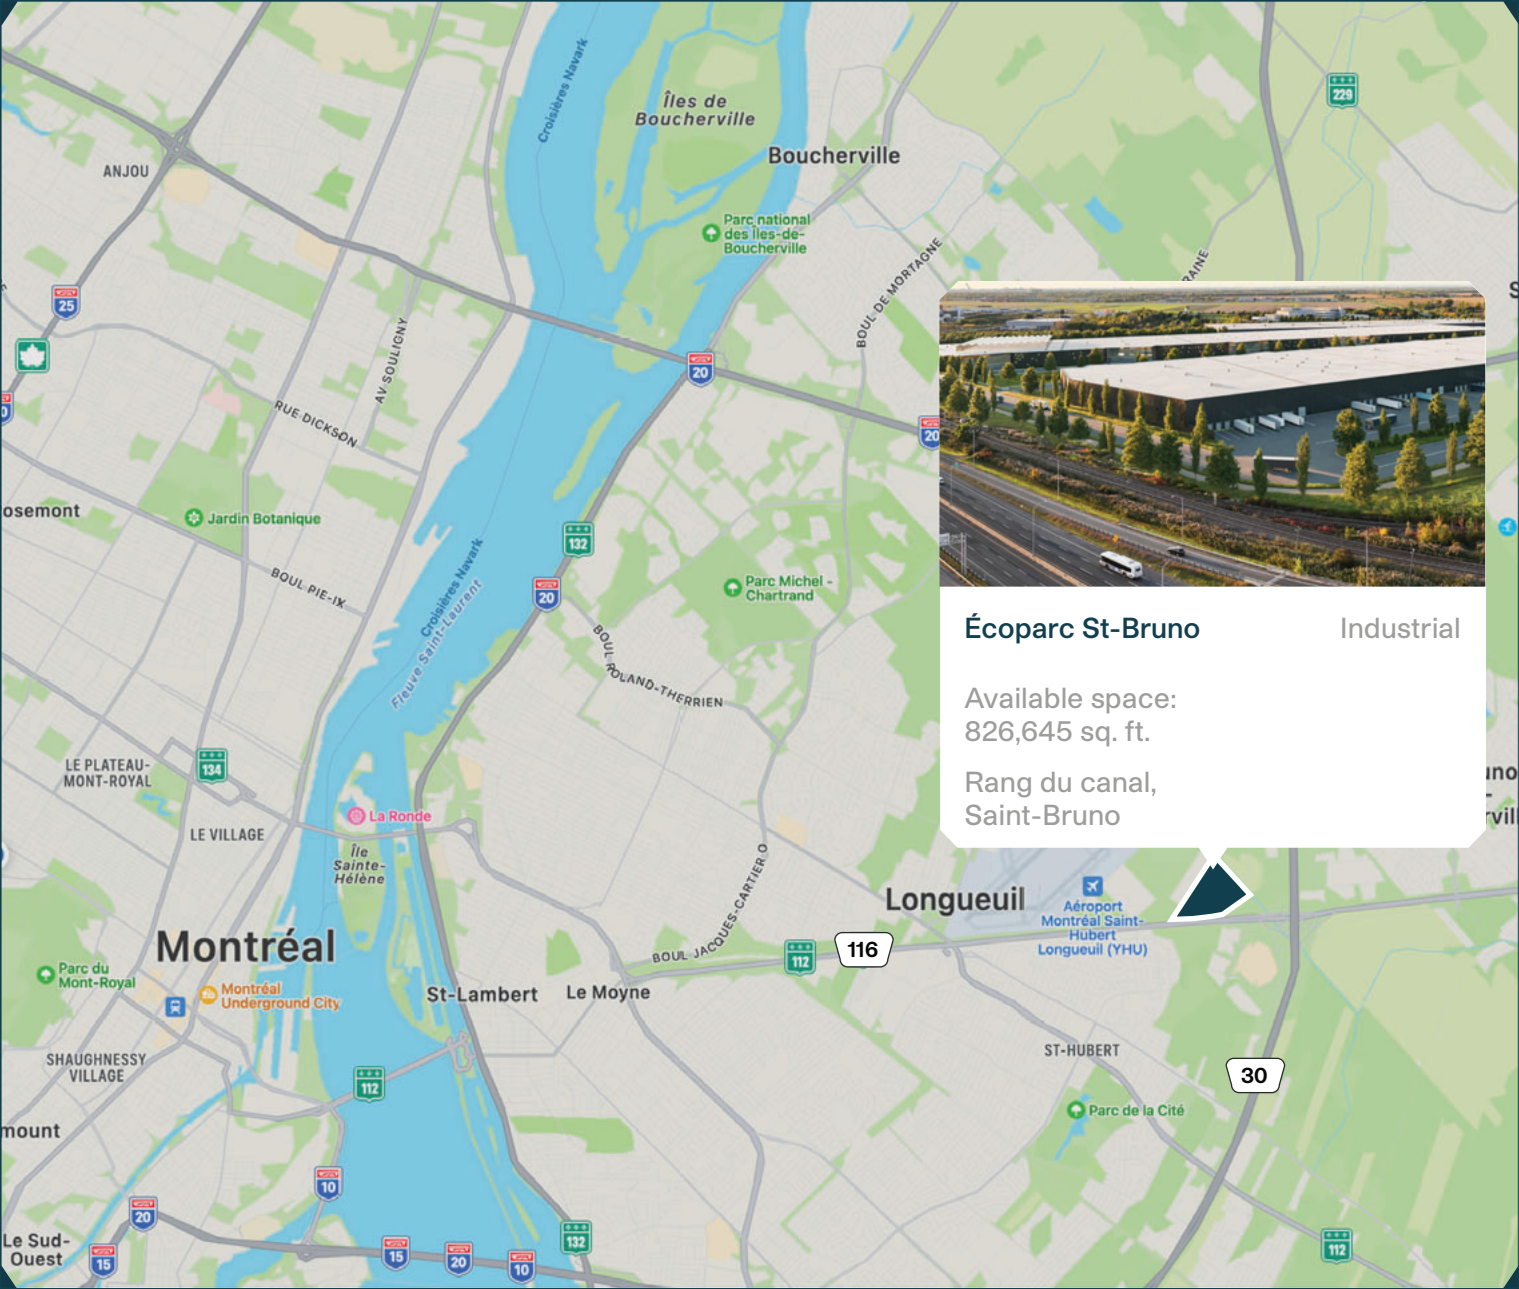 Croisières Navark
Îles de
Boucherville
229
Boucherville
ANJOU
Parc national
des Îles-de-
Boucherville
BOUL DE MORTAGNE
25
AV SOULIGNY
20
RUE DICKSON
20
osemont
Jardin Botanique
132
Croisières Navark
Fleuve Saint-Laurent
BOUL PIE-IX
20
Parc Michel-
Chartrand
BOUL ROLAND-THERRIEN
Écoparc St-Bruno
Industrial
Available space:
826,645 sq. ft.
Rang du canal,
Saint-Bruno
LE PLATEAU-
MONT-ROYAL
134
La Ronde
LE VILLAGE
Île
Sainte-
Hélène
BOUL JACQUES-CARTIER O
Longueuil
Aéroport
Montréal Saint-
Hubert
Longueuil (YHU)
Montréal
112
116
Parc du
Mont-Royal
Montréal
Underground City
St-Lambert
Le Moyne
SHAUGHNESSY
VILLAGE
ST-HUBERT
112
30
Parc de la Cité
mount
10
20
Le Sud-
Ouest
15
15
20
10
132
112